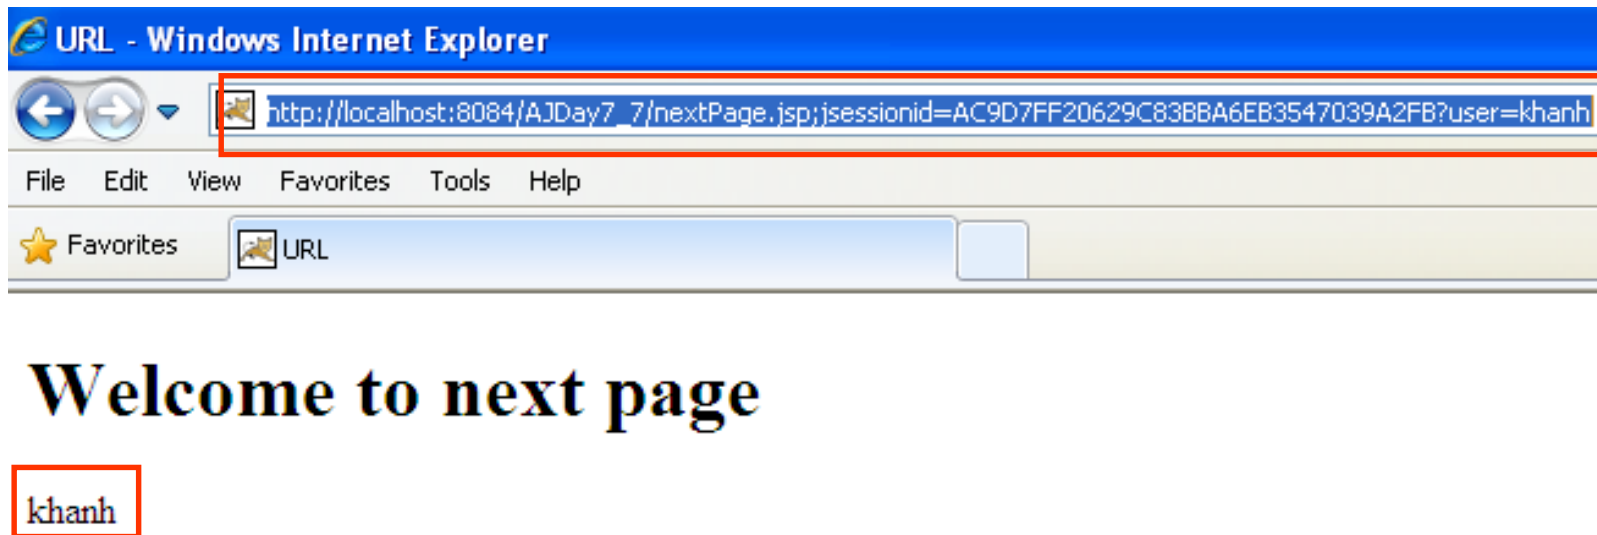 URL - Windows Internet Explorer
http://localhost:8084/AJDay7_7/nextPage.jsp;jsessionid=AC9D7FF20629C83BBA6EB3547039A2FB?user=khanh
File Edit View Favorites Tools Help
Favorites URL
Welcome to next page
khanh